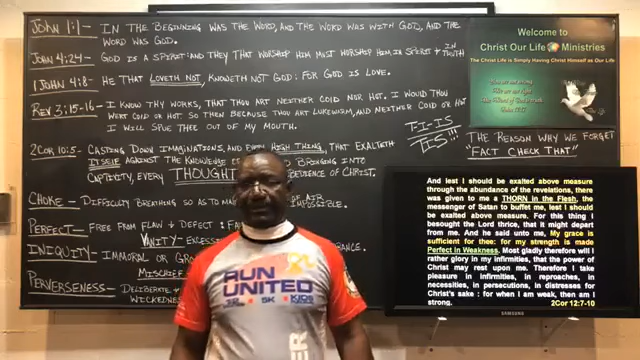 JOHN 1:1- IN THE BEGINNING WAS THE WORD, AND THE WORD WAS WITH GOD, AND THE
WORD WAS GOD.
JOHN 4:24- GOD IS A SPIRIT: AND THEY THAT WORSHIP HIM MUST WORSHIP HIM IN SPIRIT + IN TRUTH
1 JOHN 4:8- HE THAT LOVETH NOT, KNOWETH NOT GOD: FOR GOD IS LOVE.
REV 3:15-16- I KNOW THY WORKS, THAT THOU ART NEITHER COLD NOR HOT. I WOULD THOU
WERT COLD OR HOT. SO THEN BECAUSE THOU ART LUKEWARM, AND NEITHER COLD OR HOT
I WILL SPUE THEE OUT OF MY MOUTH.
2COR 10:5- CASTING DOWN IMAGINATIONS, AND EVERY HIGH THING, THAT EXALTETH
ITSELF AGAINST THE KNOWLEDGE BRINGING INTO
CAPTIVITY, EVERY THOUGHT OF CHRIST.
CHOKE- DIFFICULTY BREATHING SO AS TO OF AIR
PERFECT- FREE FROM FLAW + DEFECT:
VANITY-
INIQUITY- IMMORAL OR
MISCHIEF
PERVERSENESS- DELIBERATE +
WICKEDNESS
T-I-IS
TIS!!!
Welcome to
Christ Our Life Ministries
The Christ Life is Simply Having Christ Himself as Our Life
THE REASON WHY WE FORGET
"FACT CHECK THAT"
And lest I should be exalted above measure
through the abundance of the revelations, there
was given to me a THORN in the Flesh, the
messenger of Satan to buffet me, lest I should
be exalted above measure. For this thing I
besought the Lord thrice, that it might depart
from me. And he said unto me, My grace is
sufficient for thee: for my strength is made
Perfect in Weakness. Most gladly therefore will I
rather glory in my infirmities, that the power of
Christ may rest upon me. Therefore I take
pleasure in infirmities, in reproaches, in
necessities, in persecutions, in distresses for
Christ's sake : for when I am weak, then am I
strong. 2Cor 12:7-10
SAMSUNG
RUN
UNITED
5K
KIDS